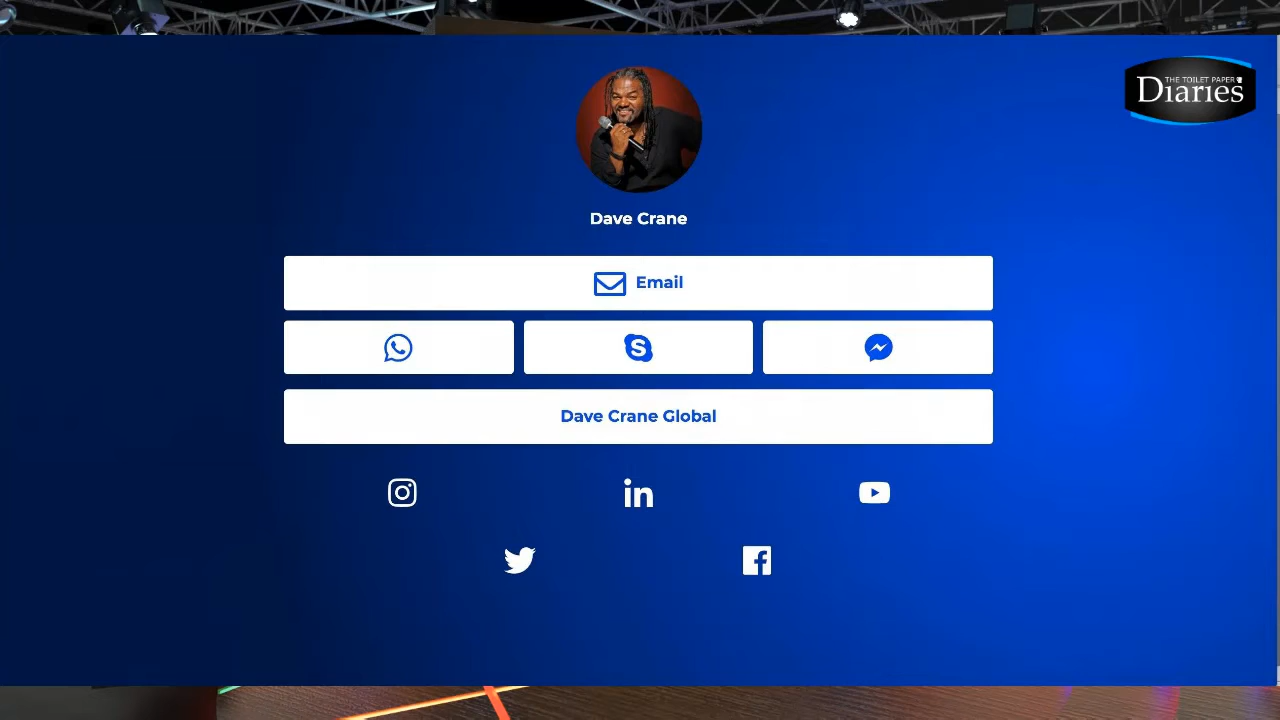 THE TOILET PAPER
Diaries
Dave Crane
Email
Dave Crane Global